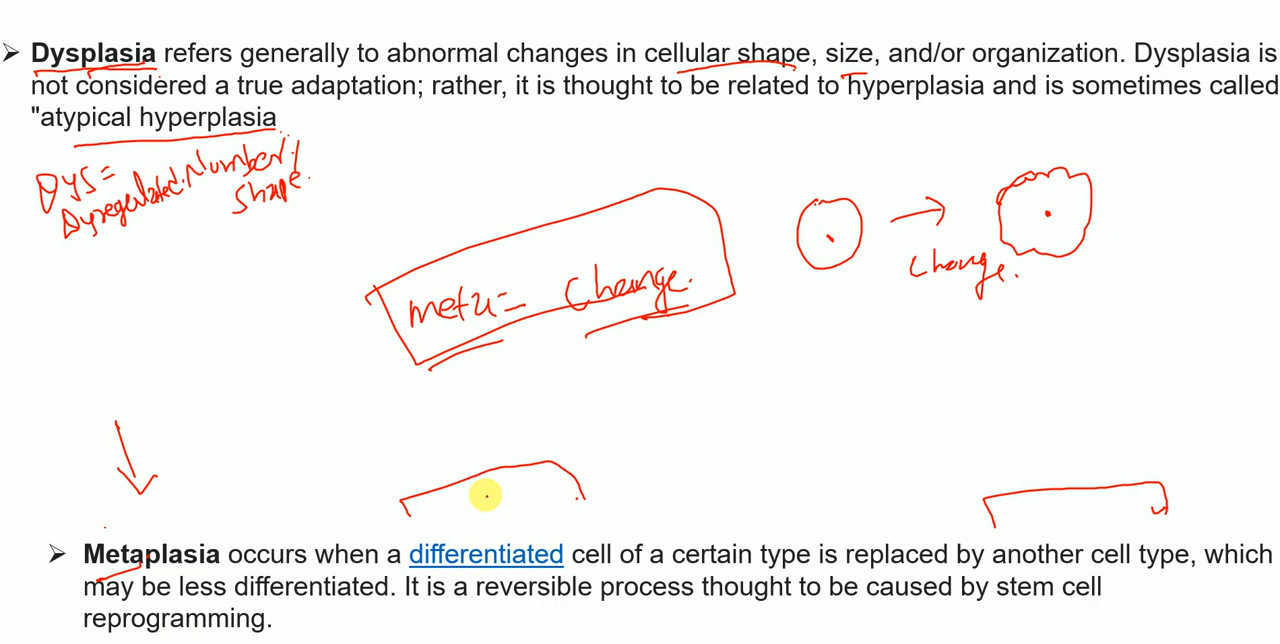 ➢ Dysplasia refers generally to abnormal changes in cellular shape, size, and/or organization. Dysplasia is
not considered a true adaptation; rather, it is thought to be related to hyperplasia and is sometimes called
"atypical hyperplasia
Dys=
Dysregulated. Number /
Shape.
meta = Change.
Change.
➢ Metaplasia occurs when a differentiated cell of a certain type is replaced by another cell type, which
may be less differentiated. It is a reversible process thought to be caused by stem cell
reprogramming.